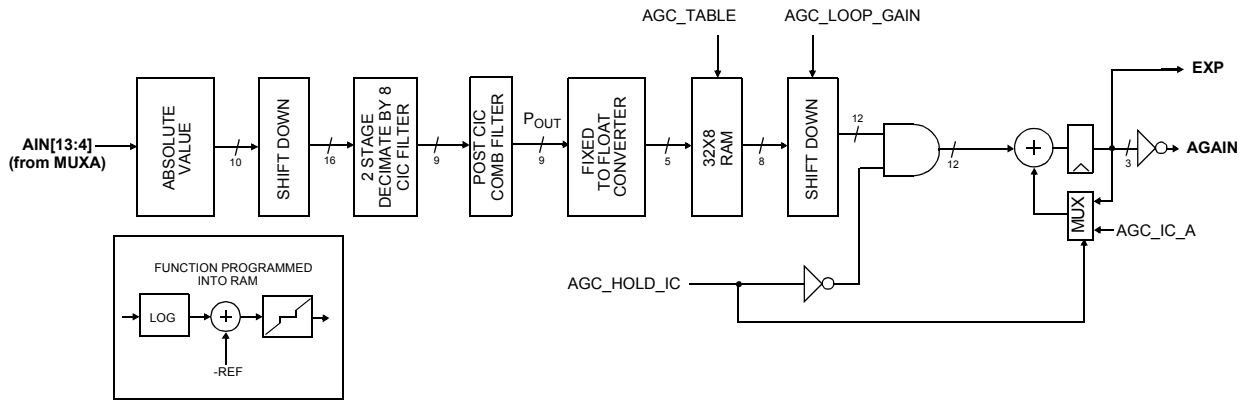 AGC_TABLE
AGC_LOOP_GAIN
EXP
AIN[13:4]
(from MUXA)
ABSOLUTE
VALUE
10
SHIFT DOWN
16
2 STAGE
DECIMATE BY 8
CIC FILTER
9
POST CIC
COMB FILTER
POUT
9
FIXED
TO FLOAT
CONVERTER
5
32X8
RAM
8
SHIFT DOWN
12
12
+
3
AGAIN
MUX
AGC_IC_A
AGC_HOLD_IC
FUNCTION PROGRAMMED
INTO RAM
LOG
+
-REF